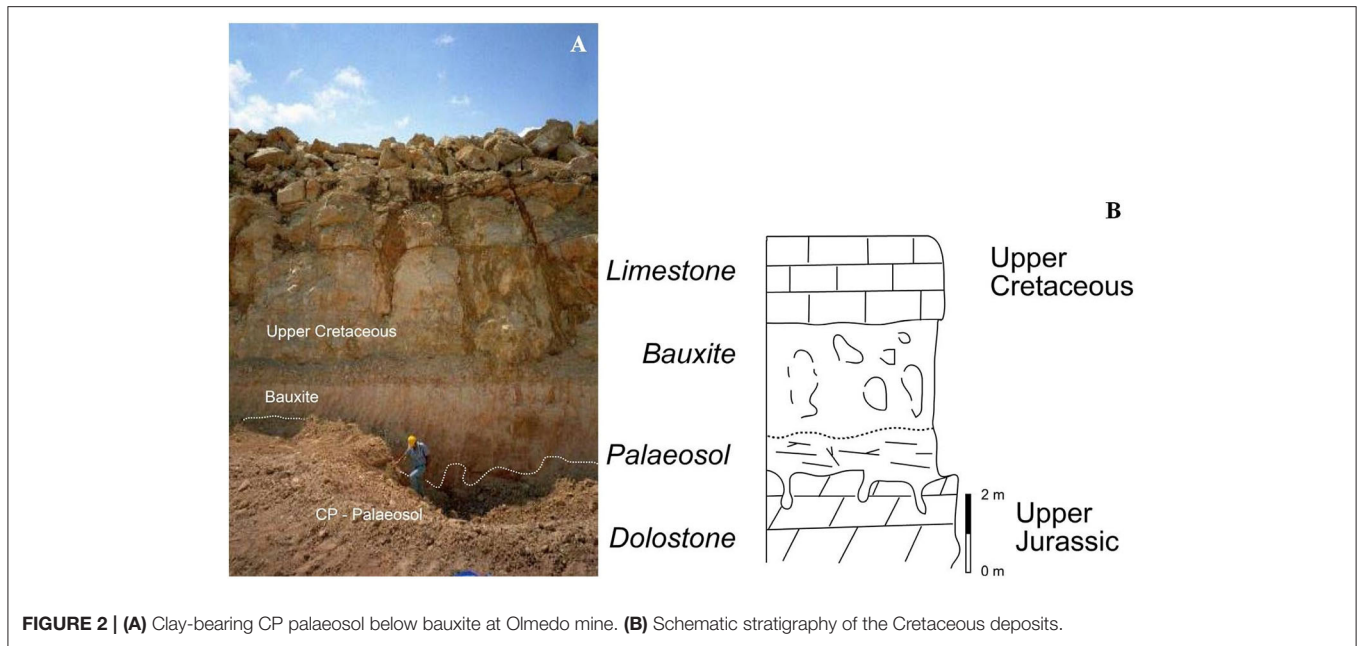 A
Upper Cretaceous
Bauxite
CP - Palaeosol
B
Limestone
Upper
Cretaceous
Bauxite
Palaeosol
2 m
Upper
Jurassic
Dolostone
0 m
FIGURE 2 | (A) Clay-bearing CP palaeosol below bauxite at Olmedo mine. (B) Schematic stratigraphy of the Cretaceous deposits.